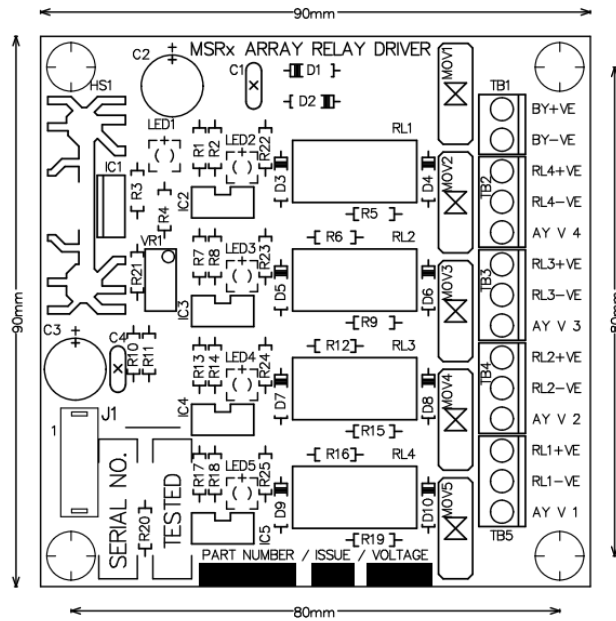 90mm
MSRx ARRAY RELAY DRIVER
C2
C1
D1
D2
MOV1
TB1
BY+VE
BY-VE
HS1
LED1
R1
R2
LED2
R22
RL1
MOV2
TB2
RL4+VE
RL4-VE
AY V 4
IC1
R3
R4
IC2
D3
D4
R5
VR1
R21
R7
R8
LED3
R23
R6
RL2
MOV3
TB3
RL3+VE
RL3-VE
AY V 3
IC3
D5
D6
R9
C3
C4
R10
R11
R13
R14
LED4
R24
R12
RL3
MOV4
TB4
RL2+VE
RL2-VE
AY V 2
IC4
D7
D8
R15
J1
1
SERIAL NO.
TESTED
R20
R17
R18
LED5
R25
R16
RL4
MOV5
RL1+VE
RL1-VE
AY V 1
TB5
IC5
D9
D10
R19
PART NUMBER / ISSUE / VOLTAGE
90mm
80mm
80mm